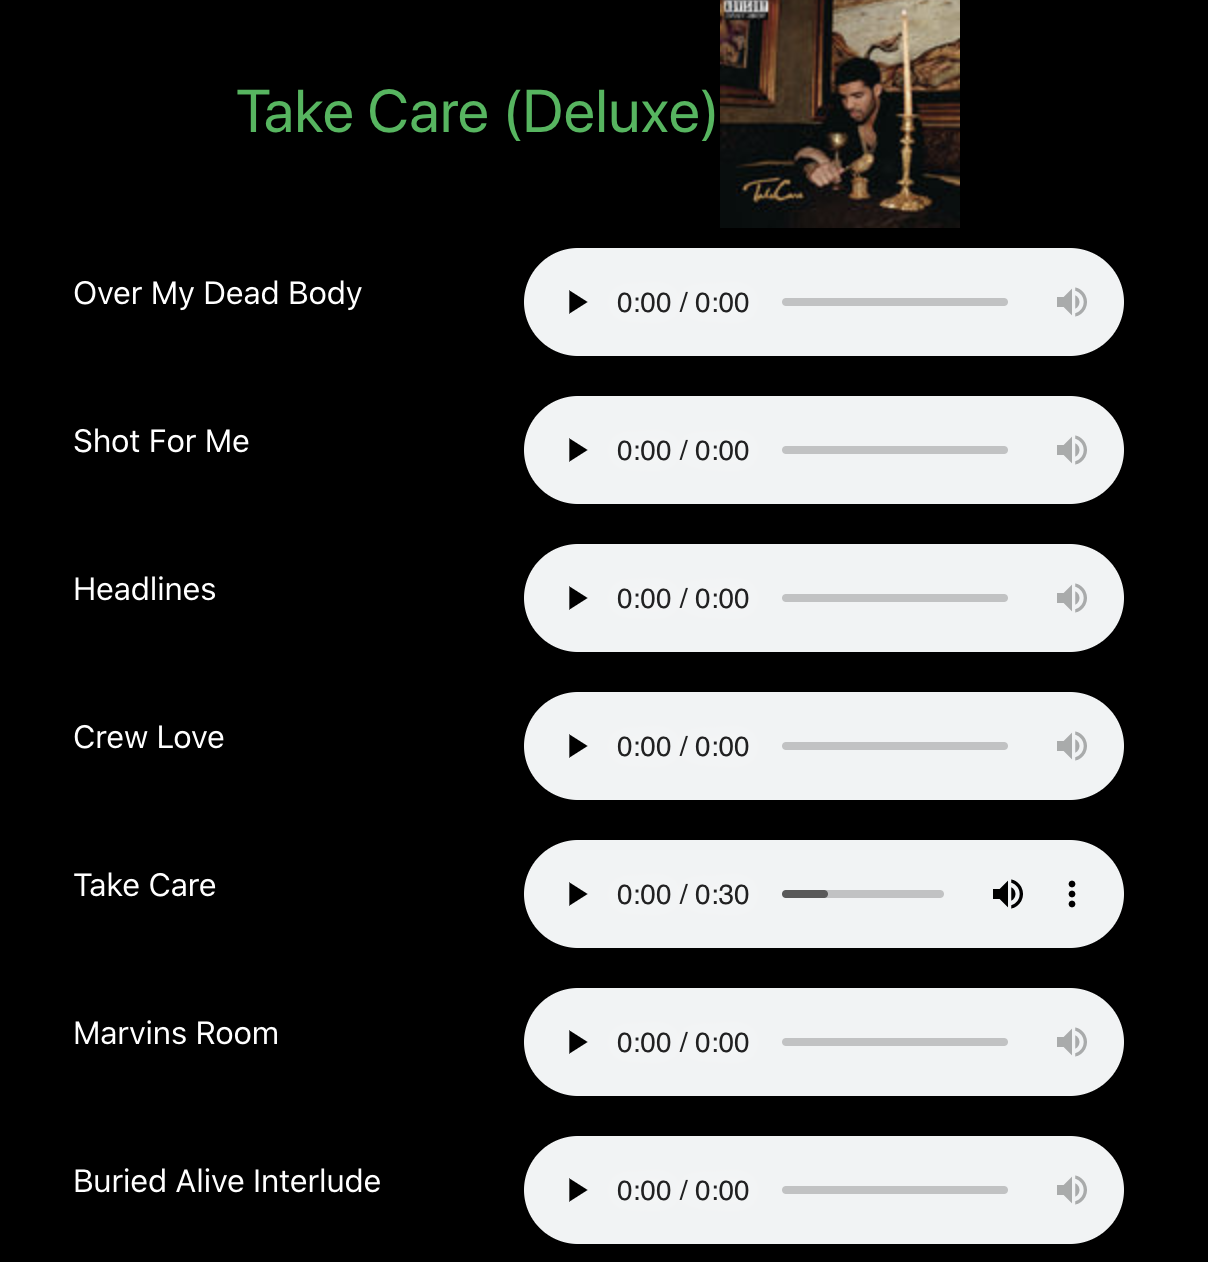 ADVISORY
Take Care (Deluxe)
TakeCare
Over My Dead Body
0:00 / 0:00
Shot For Me
0:00 / 0:00
Headlines
0:00 / 0:00
Crew Love
0:00 / 0:00
Take Care
0:00 / 0:30
Marvins Room
0:00 / 0:00
Buried Alive Interlude
0:00 / 0:00